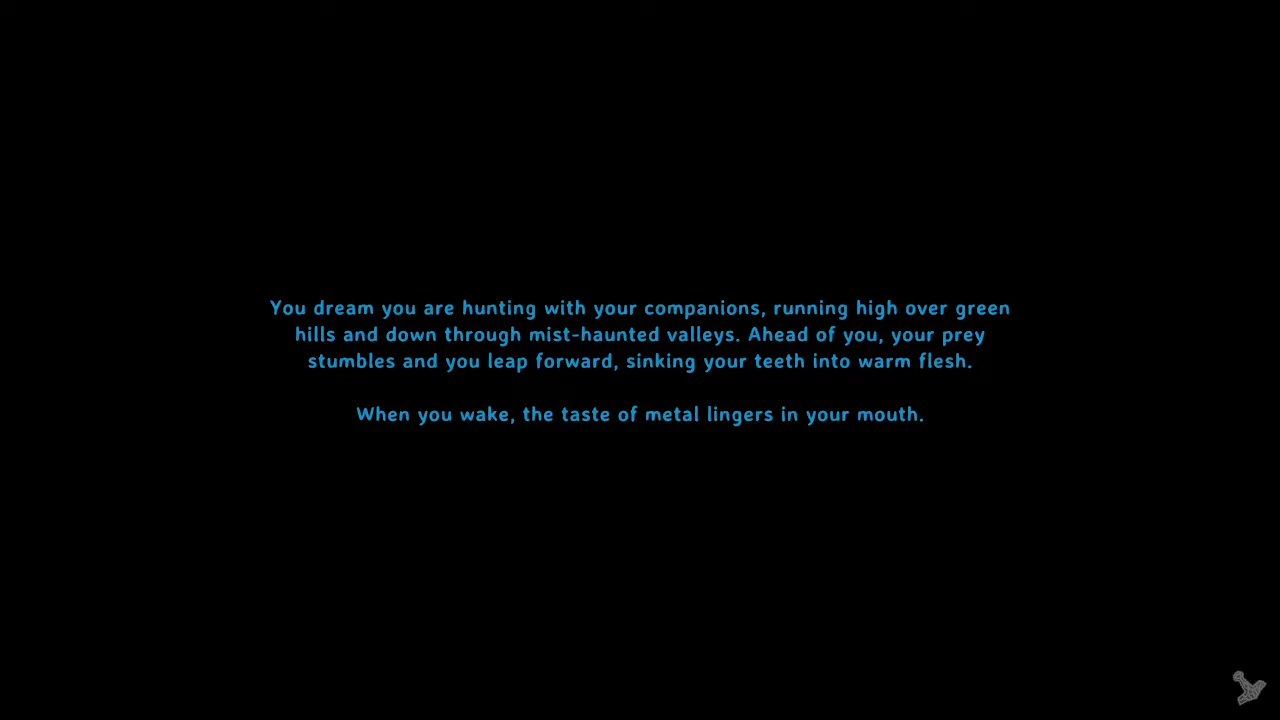 You dream you are hunting with your companions, running high over green
hills and down through mist-haunted valleys. Ahead of you, your prey
stumbles and you leap forward, sinking your teeth into warm flesh.
When you wake, the taste of metal lingers in your mouth.